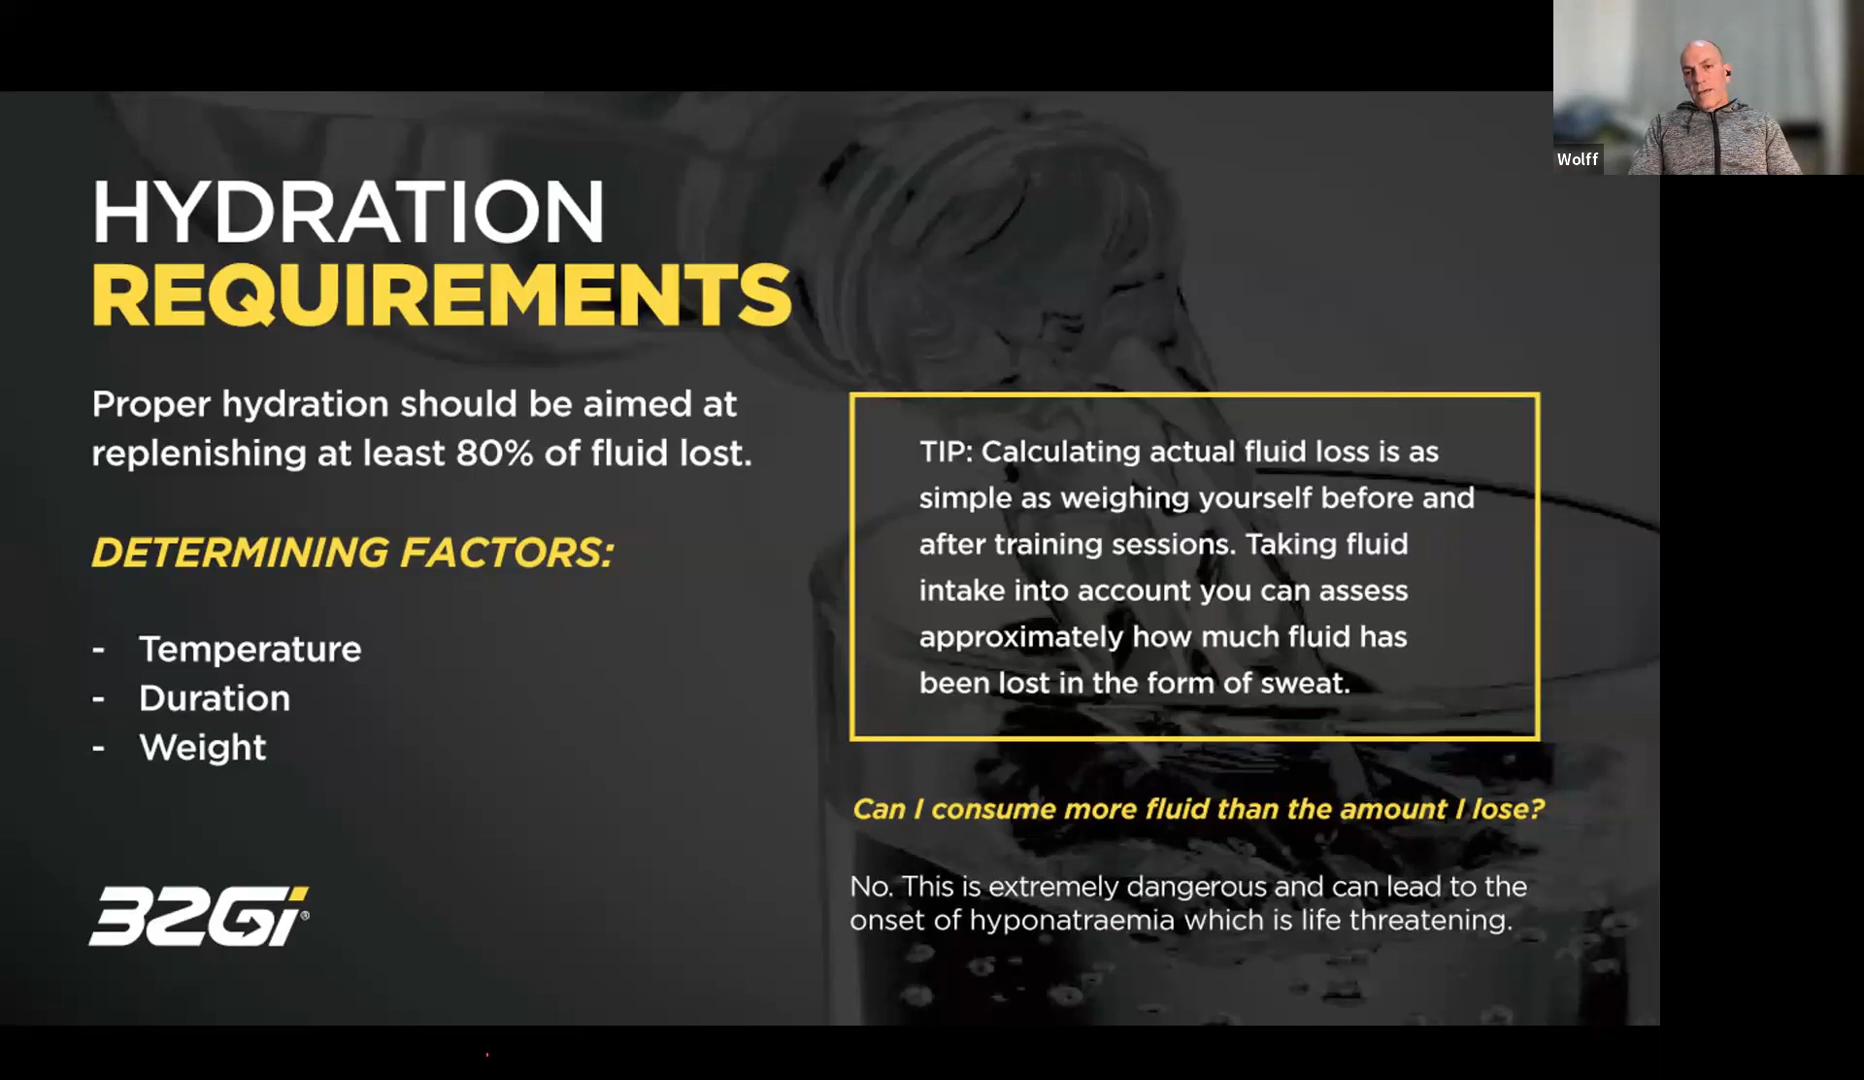 HYDRATION
REQUIREMENTS
Proper hydration should be aimed at
replenishing at least 80% of fluid lost.
DETERMINING FACTORS:
- Temperature
- Duration
- Weight
32Gi®
TIP: Calculating actual fluid loss is as
simple as weighing yourself before and
after training sessions. Taking fluid
intake into account you can assess
approximately how much fluid has
been lost in the form of sweat.
Can I consume more fluid than the amount I lose?
No. This is extremely dangerous and can lead to the
onset of hyponatraemia which is life threatening.
Wolff